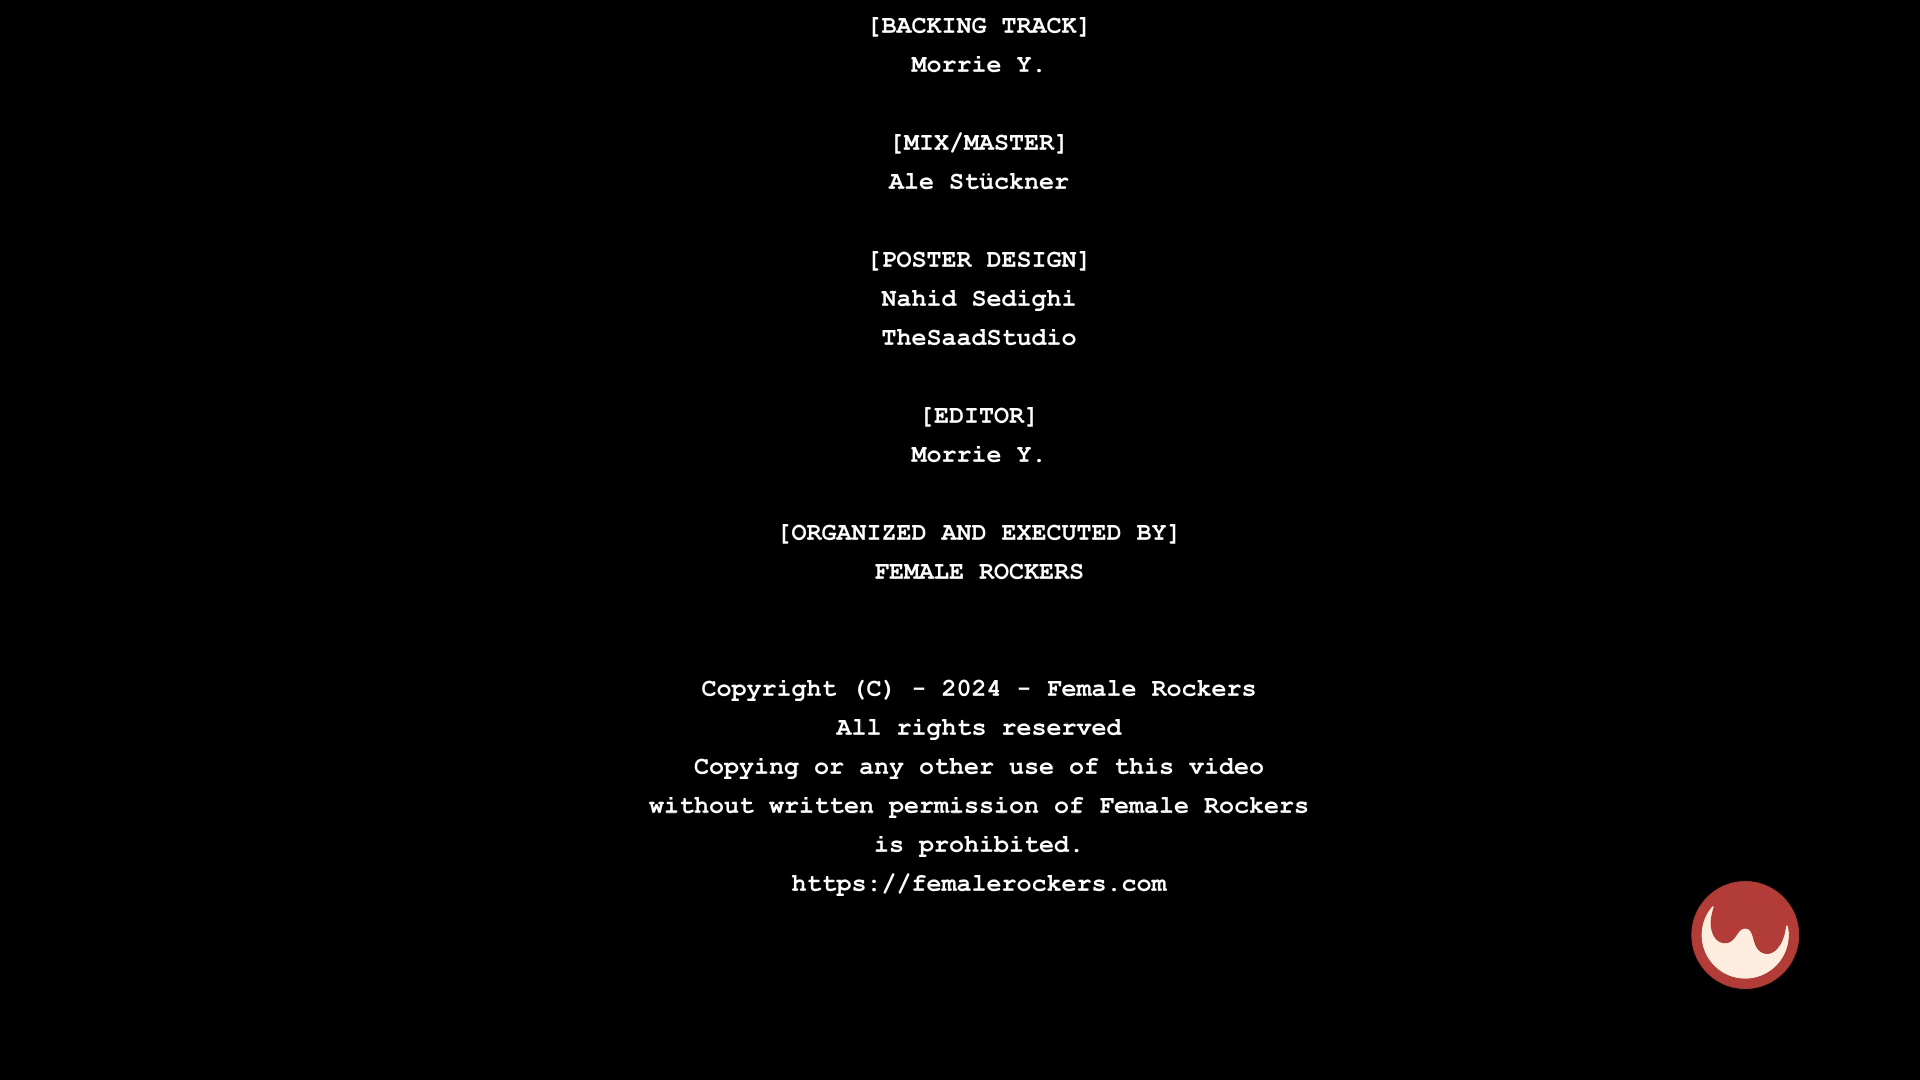 [BACKING TRACK]
Morrie Y.
[MIX/MASTER]
Ale Stückner
[POSTER DESIGN]
Nahid Sedighi
TheSaadStudio
[EDITOR]
Morrie Y.
[ORGANIZED AND EXECUTED BY]
FEMALE ROCKERS
Copyright (C) - 2024 - Female Rockers
All rights reserved
Copying or any other use of this video
without written permission of Female Rockers
is prohibited.
https://femalerockers.com